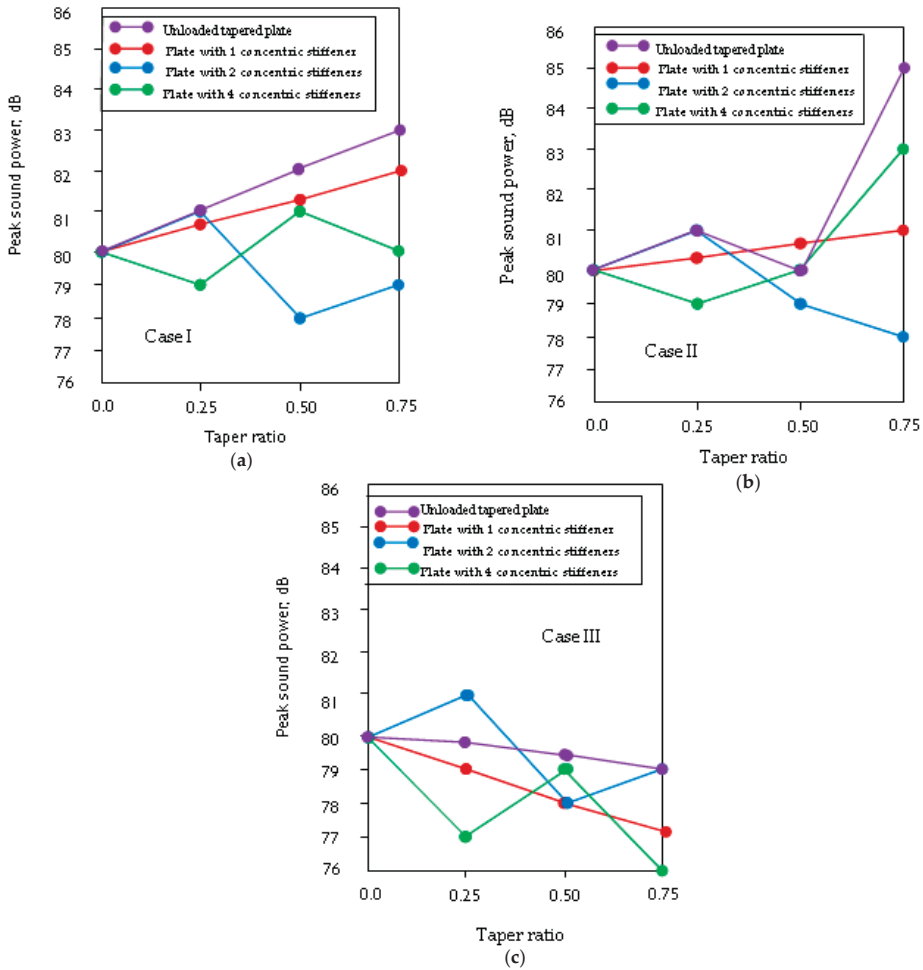 86
85
84
83
82
81
80
79
78
77
76
Peak sound power, dB
Unloaded tapered plate
Plate with 1 concentric stiffener
Plate with 2 concentric stiffeners
Plate with 4 concentric stiffeners
Case I
0.0 0.25 0.50 0.75
Taper ratio
(a)
86
85
84
83
82
81
80
79
78
77
76
Peak sound power, dB
Unloaded tapered plate
Plate with 1 concentric stiffener
Plate with 2 concentric stiffeners
Plate with 4 concentric stiffeners
Case II
0.0 0.25 0.50 0.75
Taper ratio
(b)
86
85
84
83
82
81
80
79
78
77
76
Peak sound power, dB
Unloaded tapered plate
Plate with 1 concentric stiffener
Plate with 2 concentric stiffeners
Plate with 4 concentric stiffeners
Case III
0.0 0.25 0.50 0.75
Taper ratio
(c)